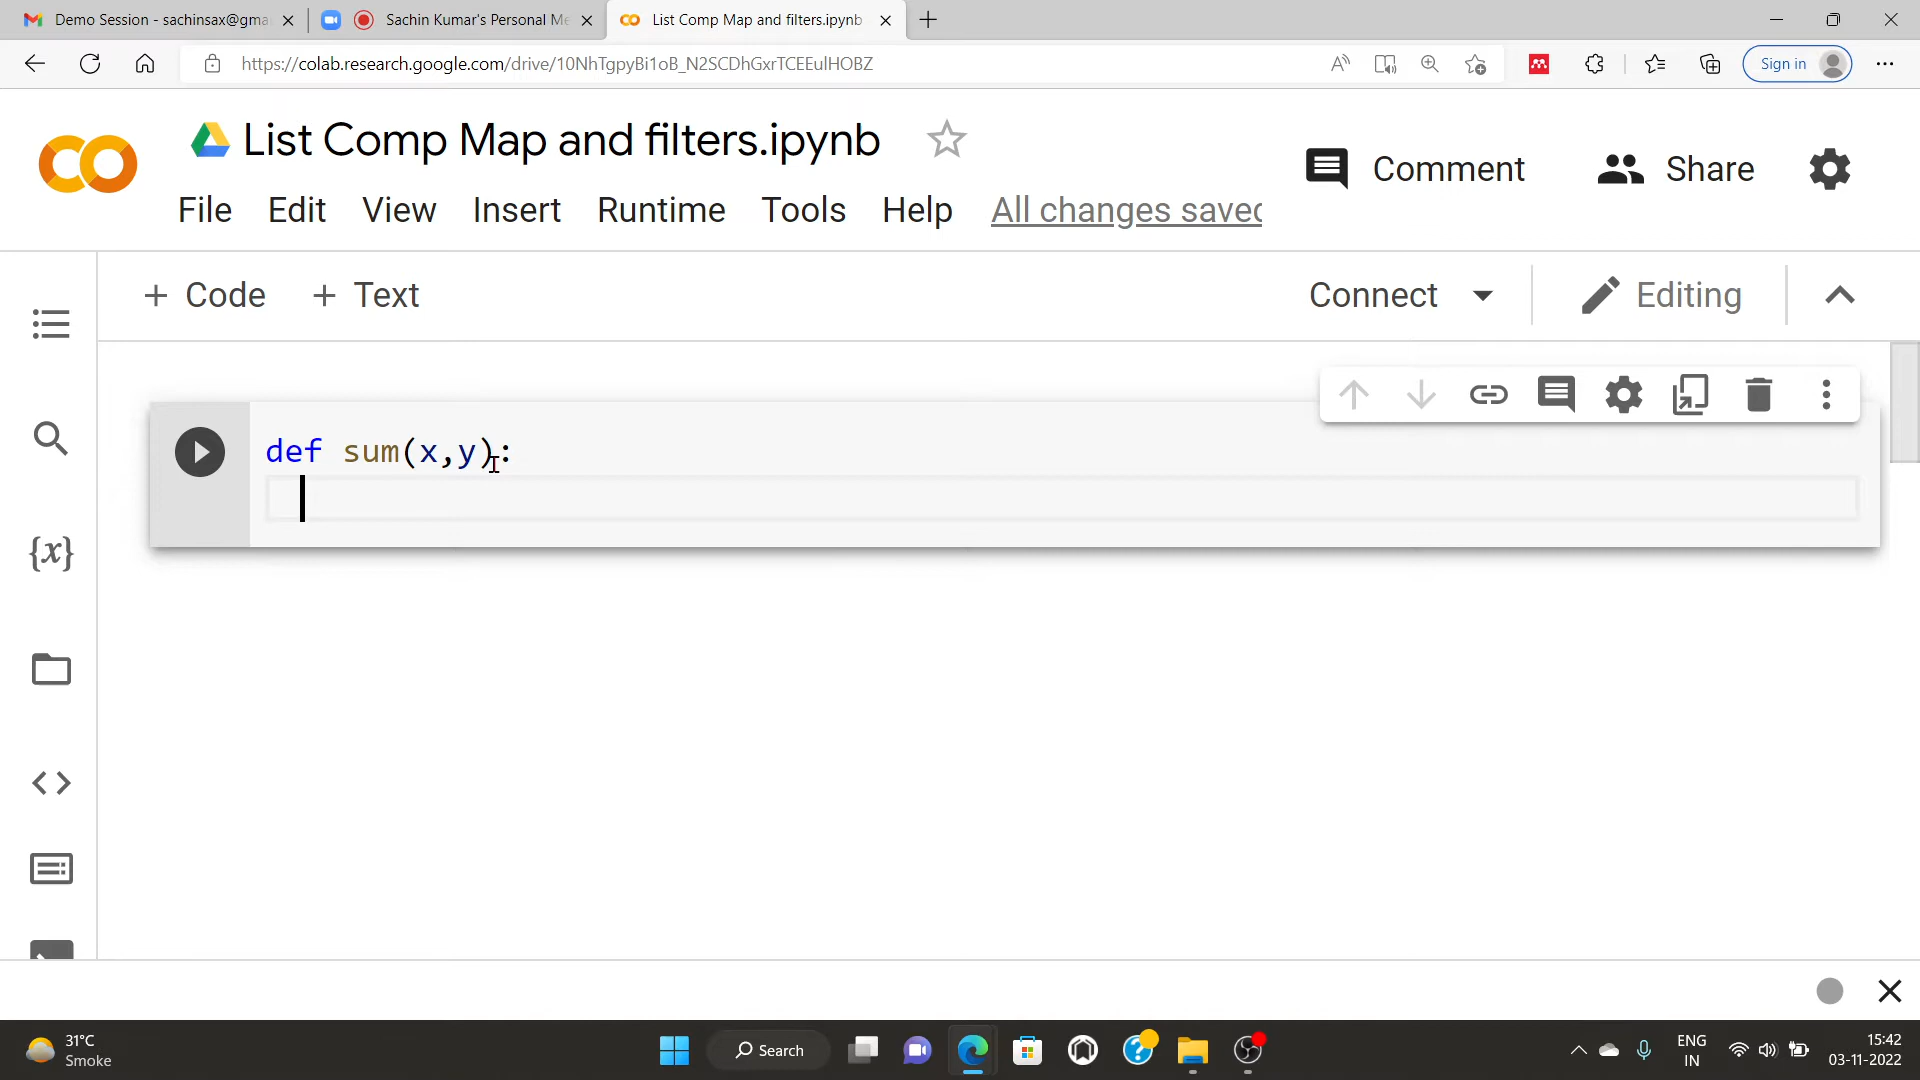 Demo Session - sachinsax@gma
Sachin Kumar's Personal Me
List Comp Map and filters.ipynb
https://colab.research.google.com/drive/10NhTgpyBi1oB_N2SCDhGxrTCEEulHOBZ
Sign in
List Comp Map and filters.ipynb
Comment
Share
File Edit View Insert Runtime Tools Help All changes saved
+ Code + Text
Connect
Editing
def sum(x,y):
{x}
31°C
Smoke
Search
ENG
IN
15:42
03-11-2022